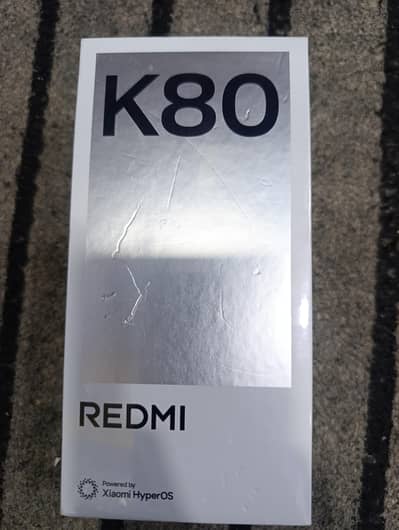 K80
REDMI
Powered by
Xiaomi HyperOS